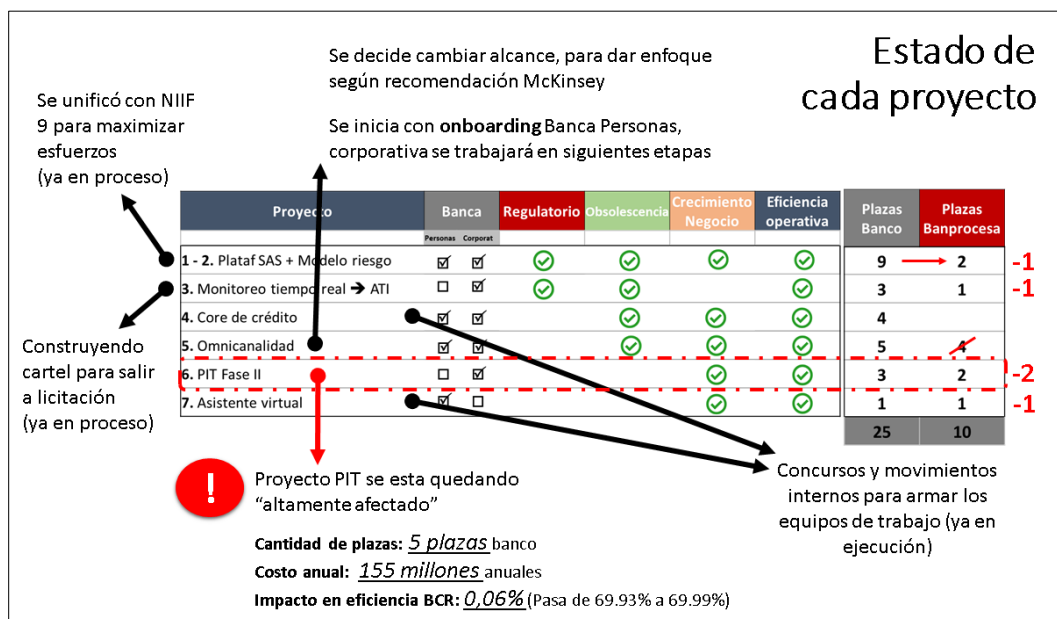 Estado de
cada proyecto
Se decide cambiar alcance, para dar enfoque
según recomendación McKinsey
Se inicia con onboarding Banca Personas,
corporativa se trabajará en siguientes etapas
Se unificó con NIIF
9 para maximizar
esfuerzos
(ya en proceso)
Proyecto Banca Regulatorio Obsolescencia Crecimiento Negocio Eficiencia operativa Plazas Banco Plazas Banprocesa
Personas Corporat
1 - 2. Plataf SAS + Modelo riesgo 9 2 -1
3. Monitoreo tiempo real ➔ ATI 3 1 -1
4. Core de crédito 4
5. Omnicanalidad 5 4
6. PIT Fase II 3 2 -2
7. Asistente virtual 1 1 -1
25 10
Construyendo
cartel para salir
a licitación
(ya en proceso)
!
Proyecto PIT se esta quedando
“altamente afectado”
Cantidad de plazas: 5 plazas banco
Costo anual: 155 millones anuales
Impacto en eficiencia BCR: 0,06% (Pasa de 69.93% a 69.99%)
Concursos y movimientos
internos para armar los
equipos de trabajo (ya en
ejecución)